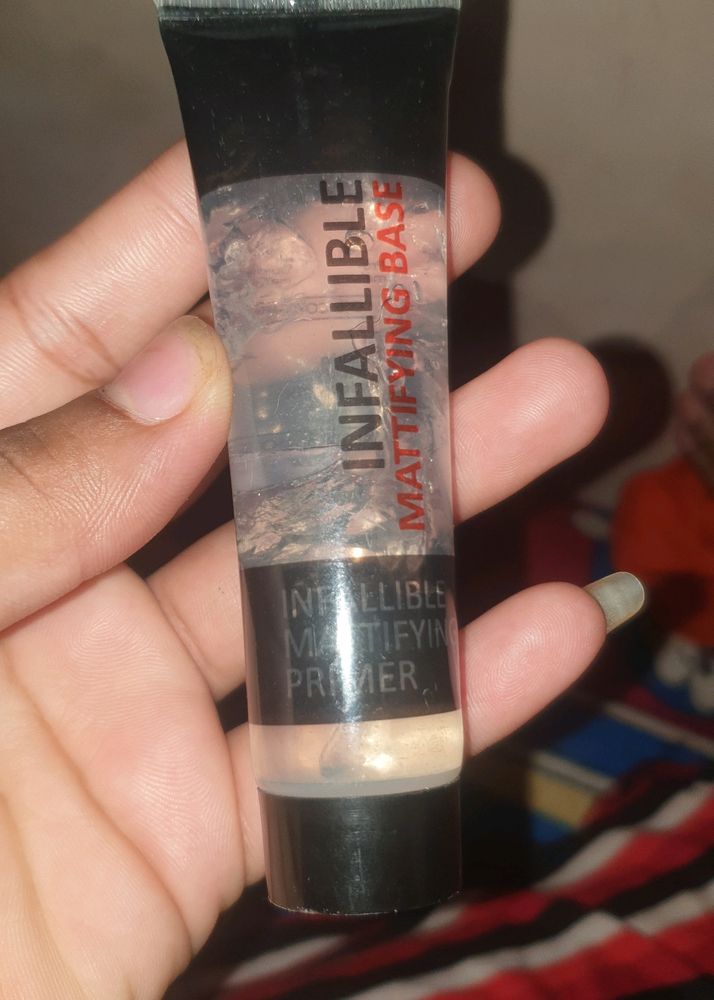 INFALLIBLE
MATTIFYING BASE
INFALLIBLE
MATTIFYING
PRIMER